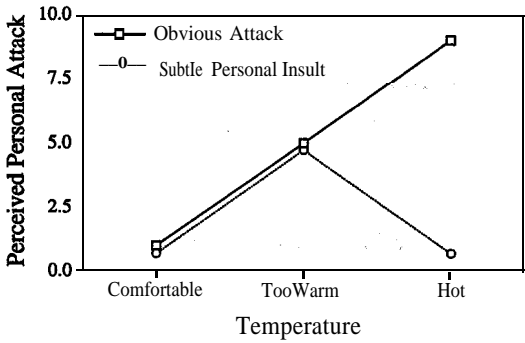 10.0
Obvious Attack
—o— Subtle Personal Insult
7.5
5.0
2.5
0.0
Perceived Personal Attack
Comfortable TooWarm Hot
Temperature